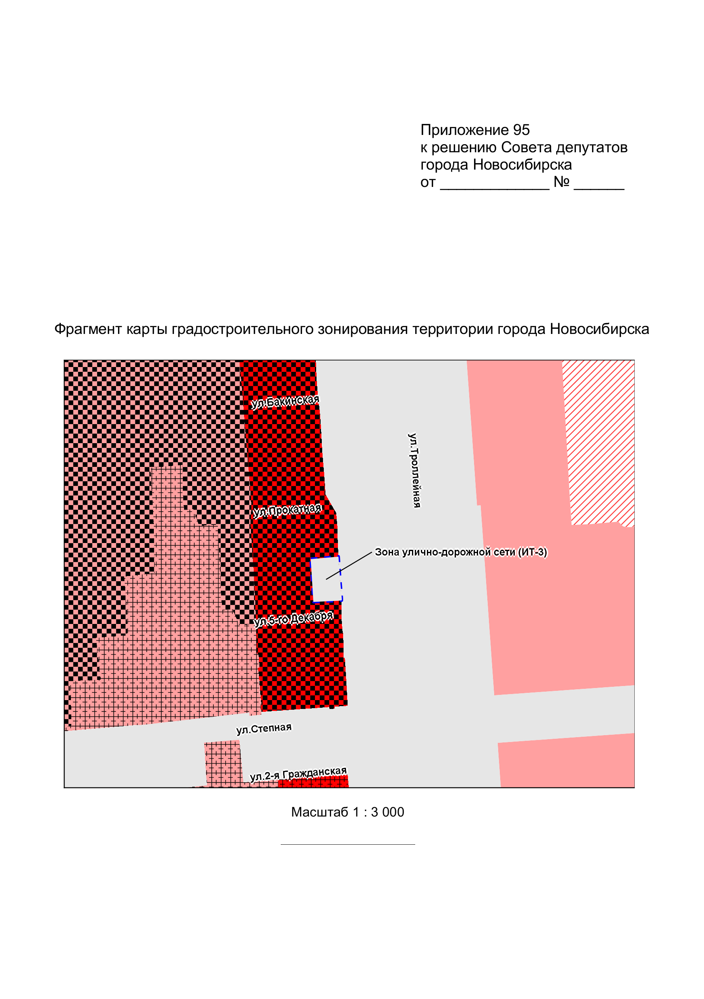 Приложение 95
к решению Совета депутатов
города Новосибирска
от _____________ № ______
Фрагмент карты градостроительного зонирования территории города Новосибирска
ул.Бакинская
ул.Троллейная
ул.Прокатная
Зона улично-дорожной сети (ИТ-3)
ул.5-го Декабря
ул.Степная
ул.2-я Гражданская
Масштаб 1 : 3 000